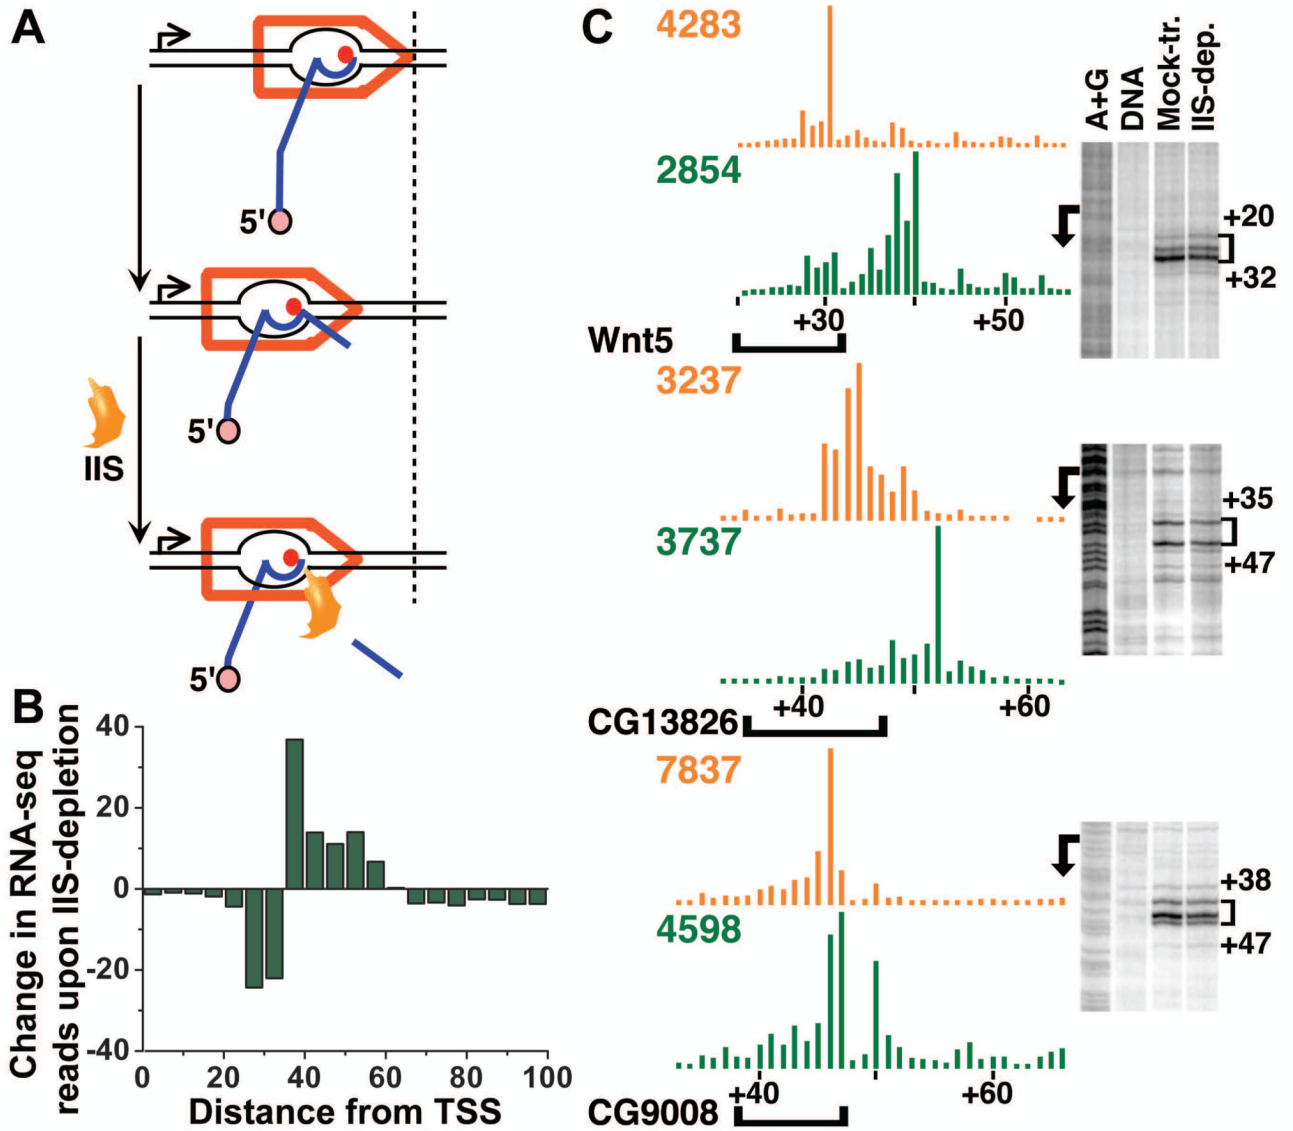 A
5'
5'
IIS
5'
B
Change in RNA-seq
reads upon IIS-depletion
40
20
0
-20
-40
0 20 40 60 80 100
Distance from TSS
C
4283
2854
+30 +50
Wnt5
A+G
DNA
Mock-tr.
IIS-dep.
+20
+32
3237
3737
+40 +60
CG13826
+35
+47
7837
4598
+40 +60
CG9008
+38
+47